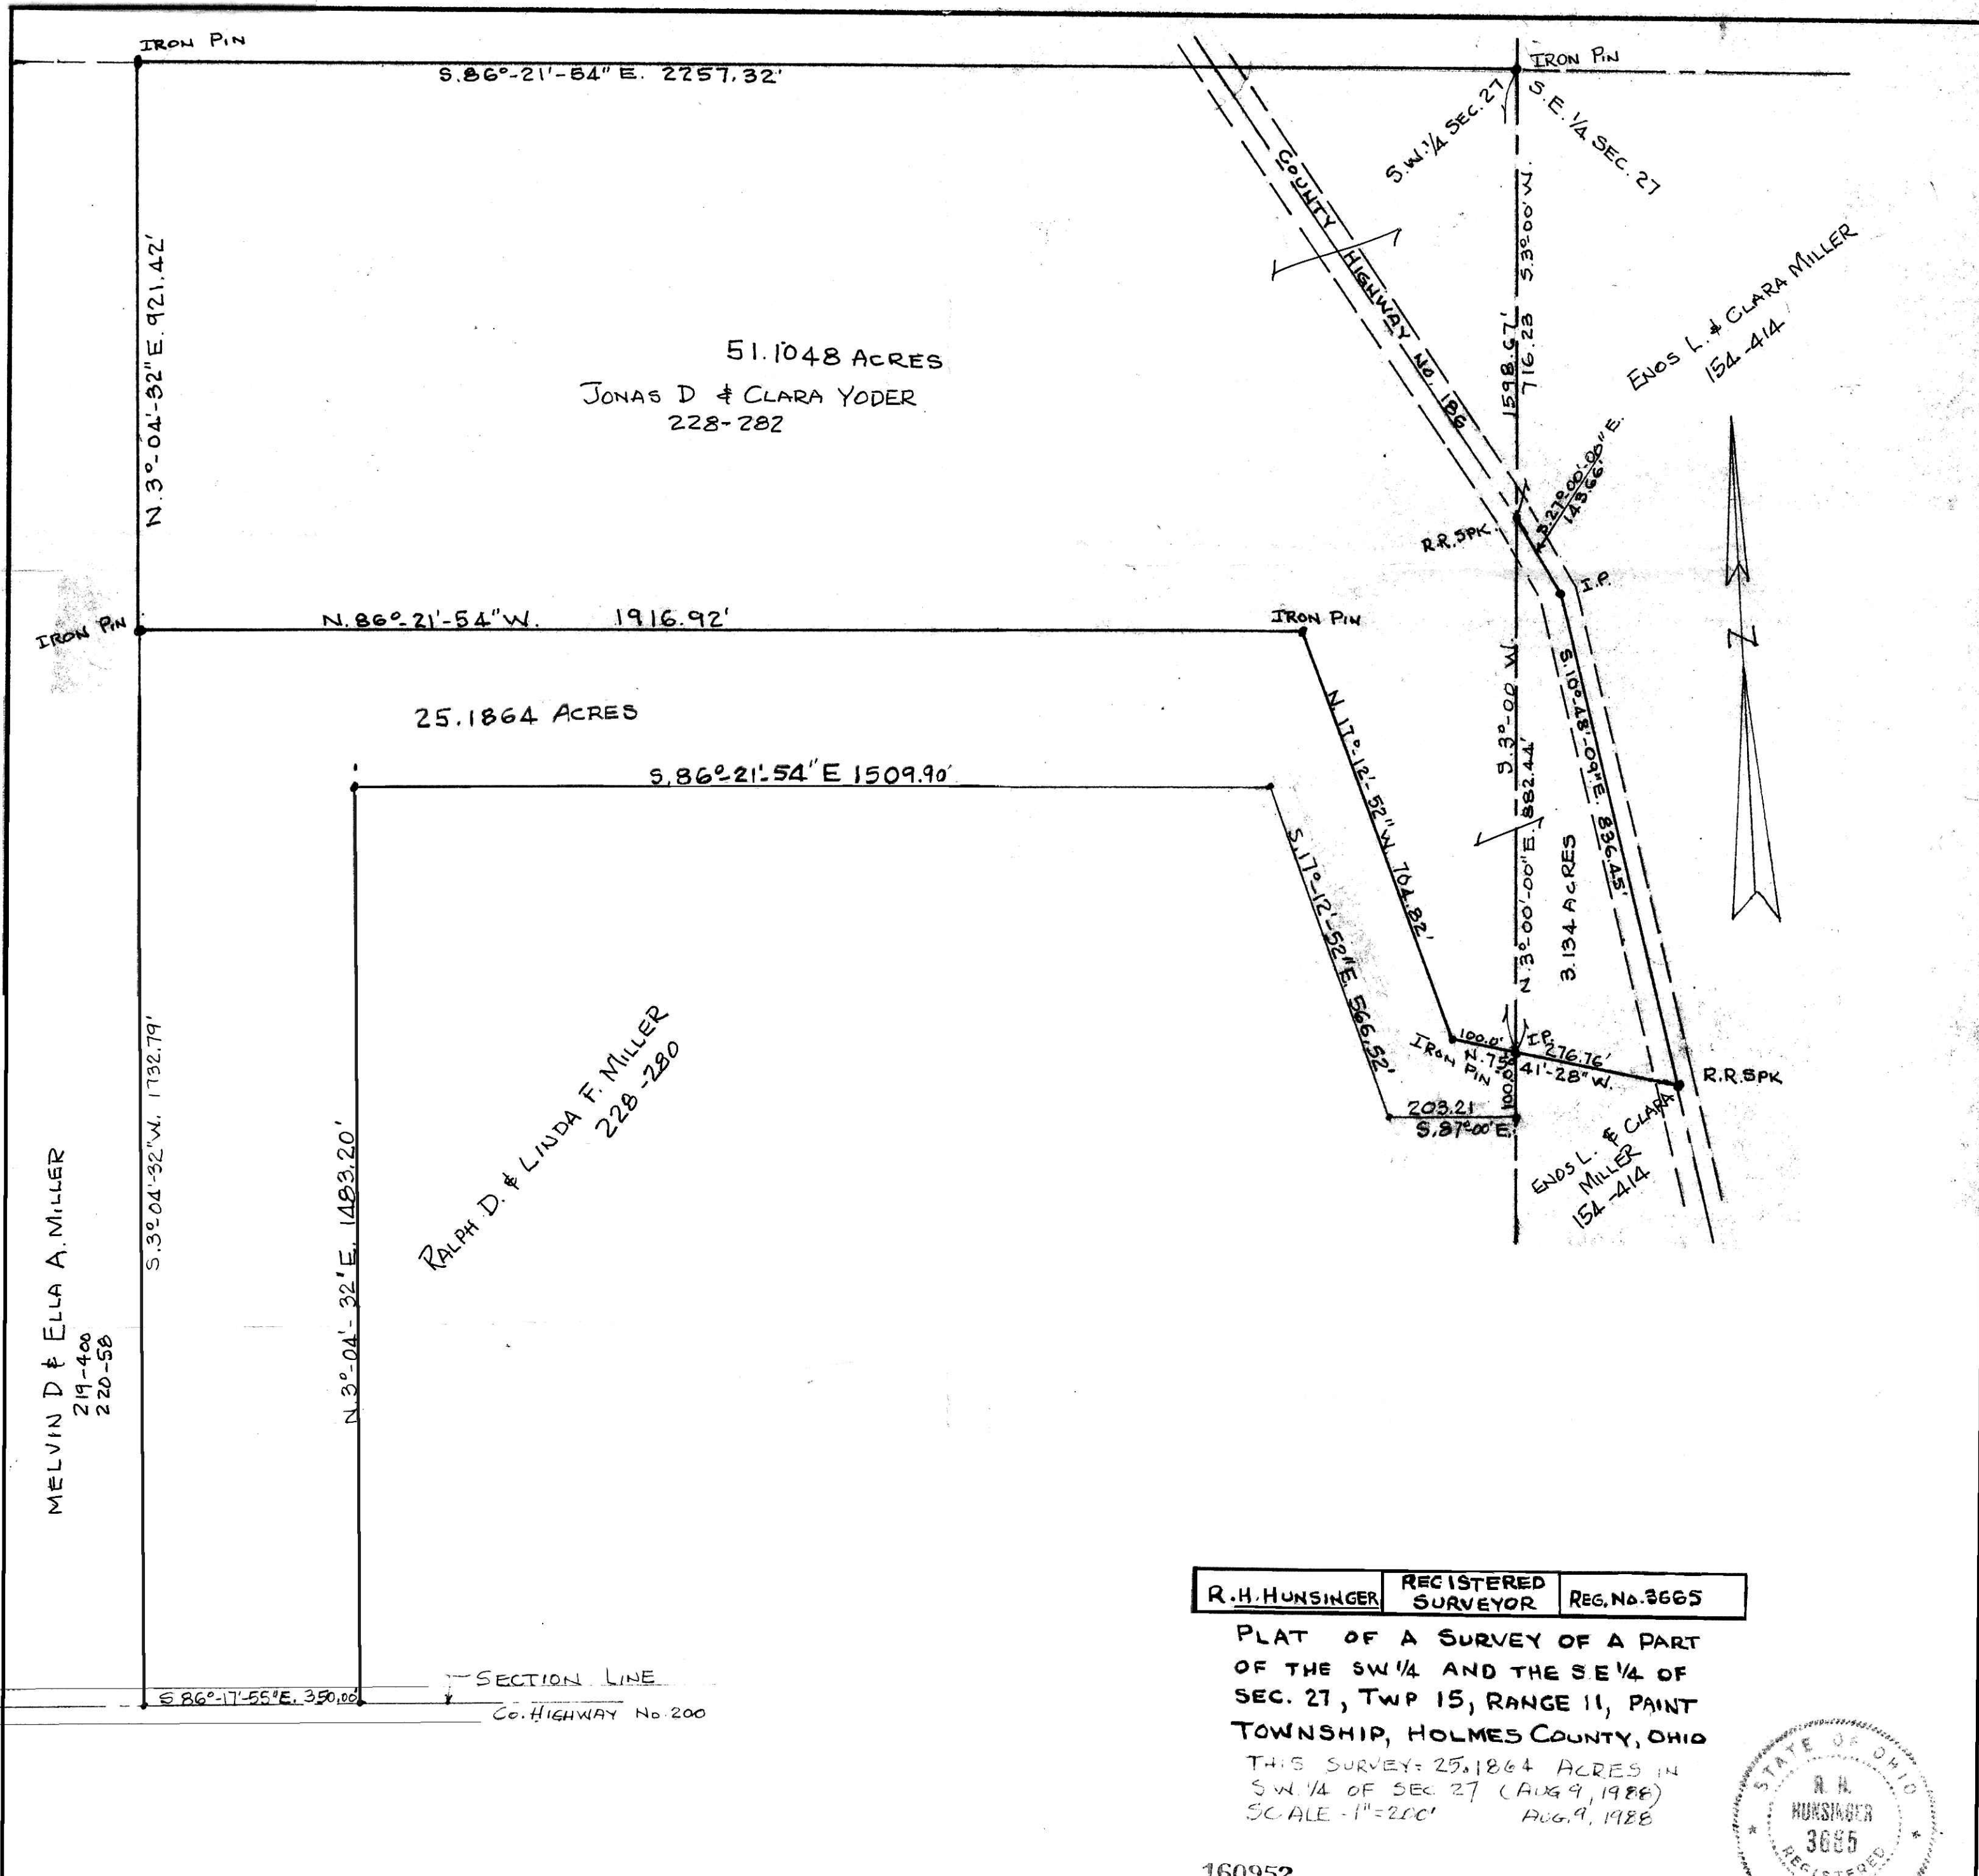 IRON PIN
S.86°-21'-54" E. 2257.32'
IRON PIN
S.W. 1/4 SEC. 27
S.E. 1/4 SEC. 27
COUNTY HIGHWAY NO. 186
1598.67'
716.23 S.3°-00' W.
N. 3°-04'-32" E. 921.42'
51.1048 ACRES
JONAS D & CLARA YODER
228-282
ENOS L. & CLARA MILLER
154-414
S.27°-00'-00" E.
143.66'
R.R. SPK.
I.P.
N
IRON PIN
N. 86°-21'-54" W. 1916.92'
IRON PIN
25.1864 ACRES
S. 86°-21'-54" E 1509.90'
N. 17°-12'-52" W. 704.82'
S. 17°-12'-52" E. 566.52'
S.3°-00 W.
N.3°-00'-00" E. 882.44'
3.134 ACRES
S.10°-48'-09" E. 836.45'
100.0'
I.P.
276.76'
IRON PIN
N.75°
41'-28" W.
100.0'
R.R. SPK
203.21
S.87°00' E.
ENOS L. & CLARA
MILLER
154-414
RALPH D. & LINDA F. MILLER
228-280
S.3°-04'-32" W. 1732.79'
N.3°-04'-32' E. 1483.20'
MELVIN D & ELLA A. MILLER
219-400
220-58
S 86°-17'-55" E. 350.00'
SECTION LINE
CO. HIGHWAY NO. 200
R.H. HUNSINGER
REGISTERED
SURVEYOR
REG. NO. 3665
PLAT OF A SURVEY OF A PART
OF THE SW 1/4 AND THE S.E 1/4 OF
SEC. 27, TWP 15, RANGE 11, PAINT
TOWNSHIP, HOLMES COUNTY, OHIO
THIS SURVEY= 25.1864 ACRES IN
S.W. 1/4 OF SEC 27 (AUG 9, 1988)
SCALE - 1"=200' AUG. 9, 1988
STATE OF OHIO
R. H.
HUNSINGER
3665
REGISTERED
160952